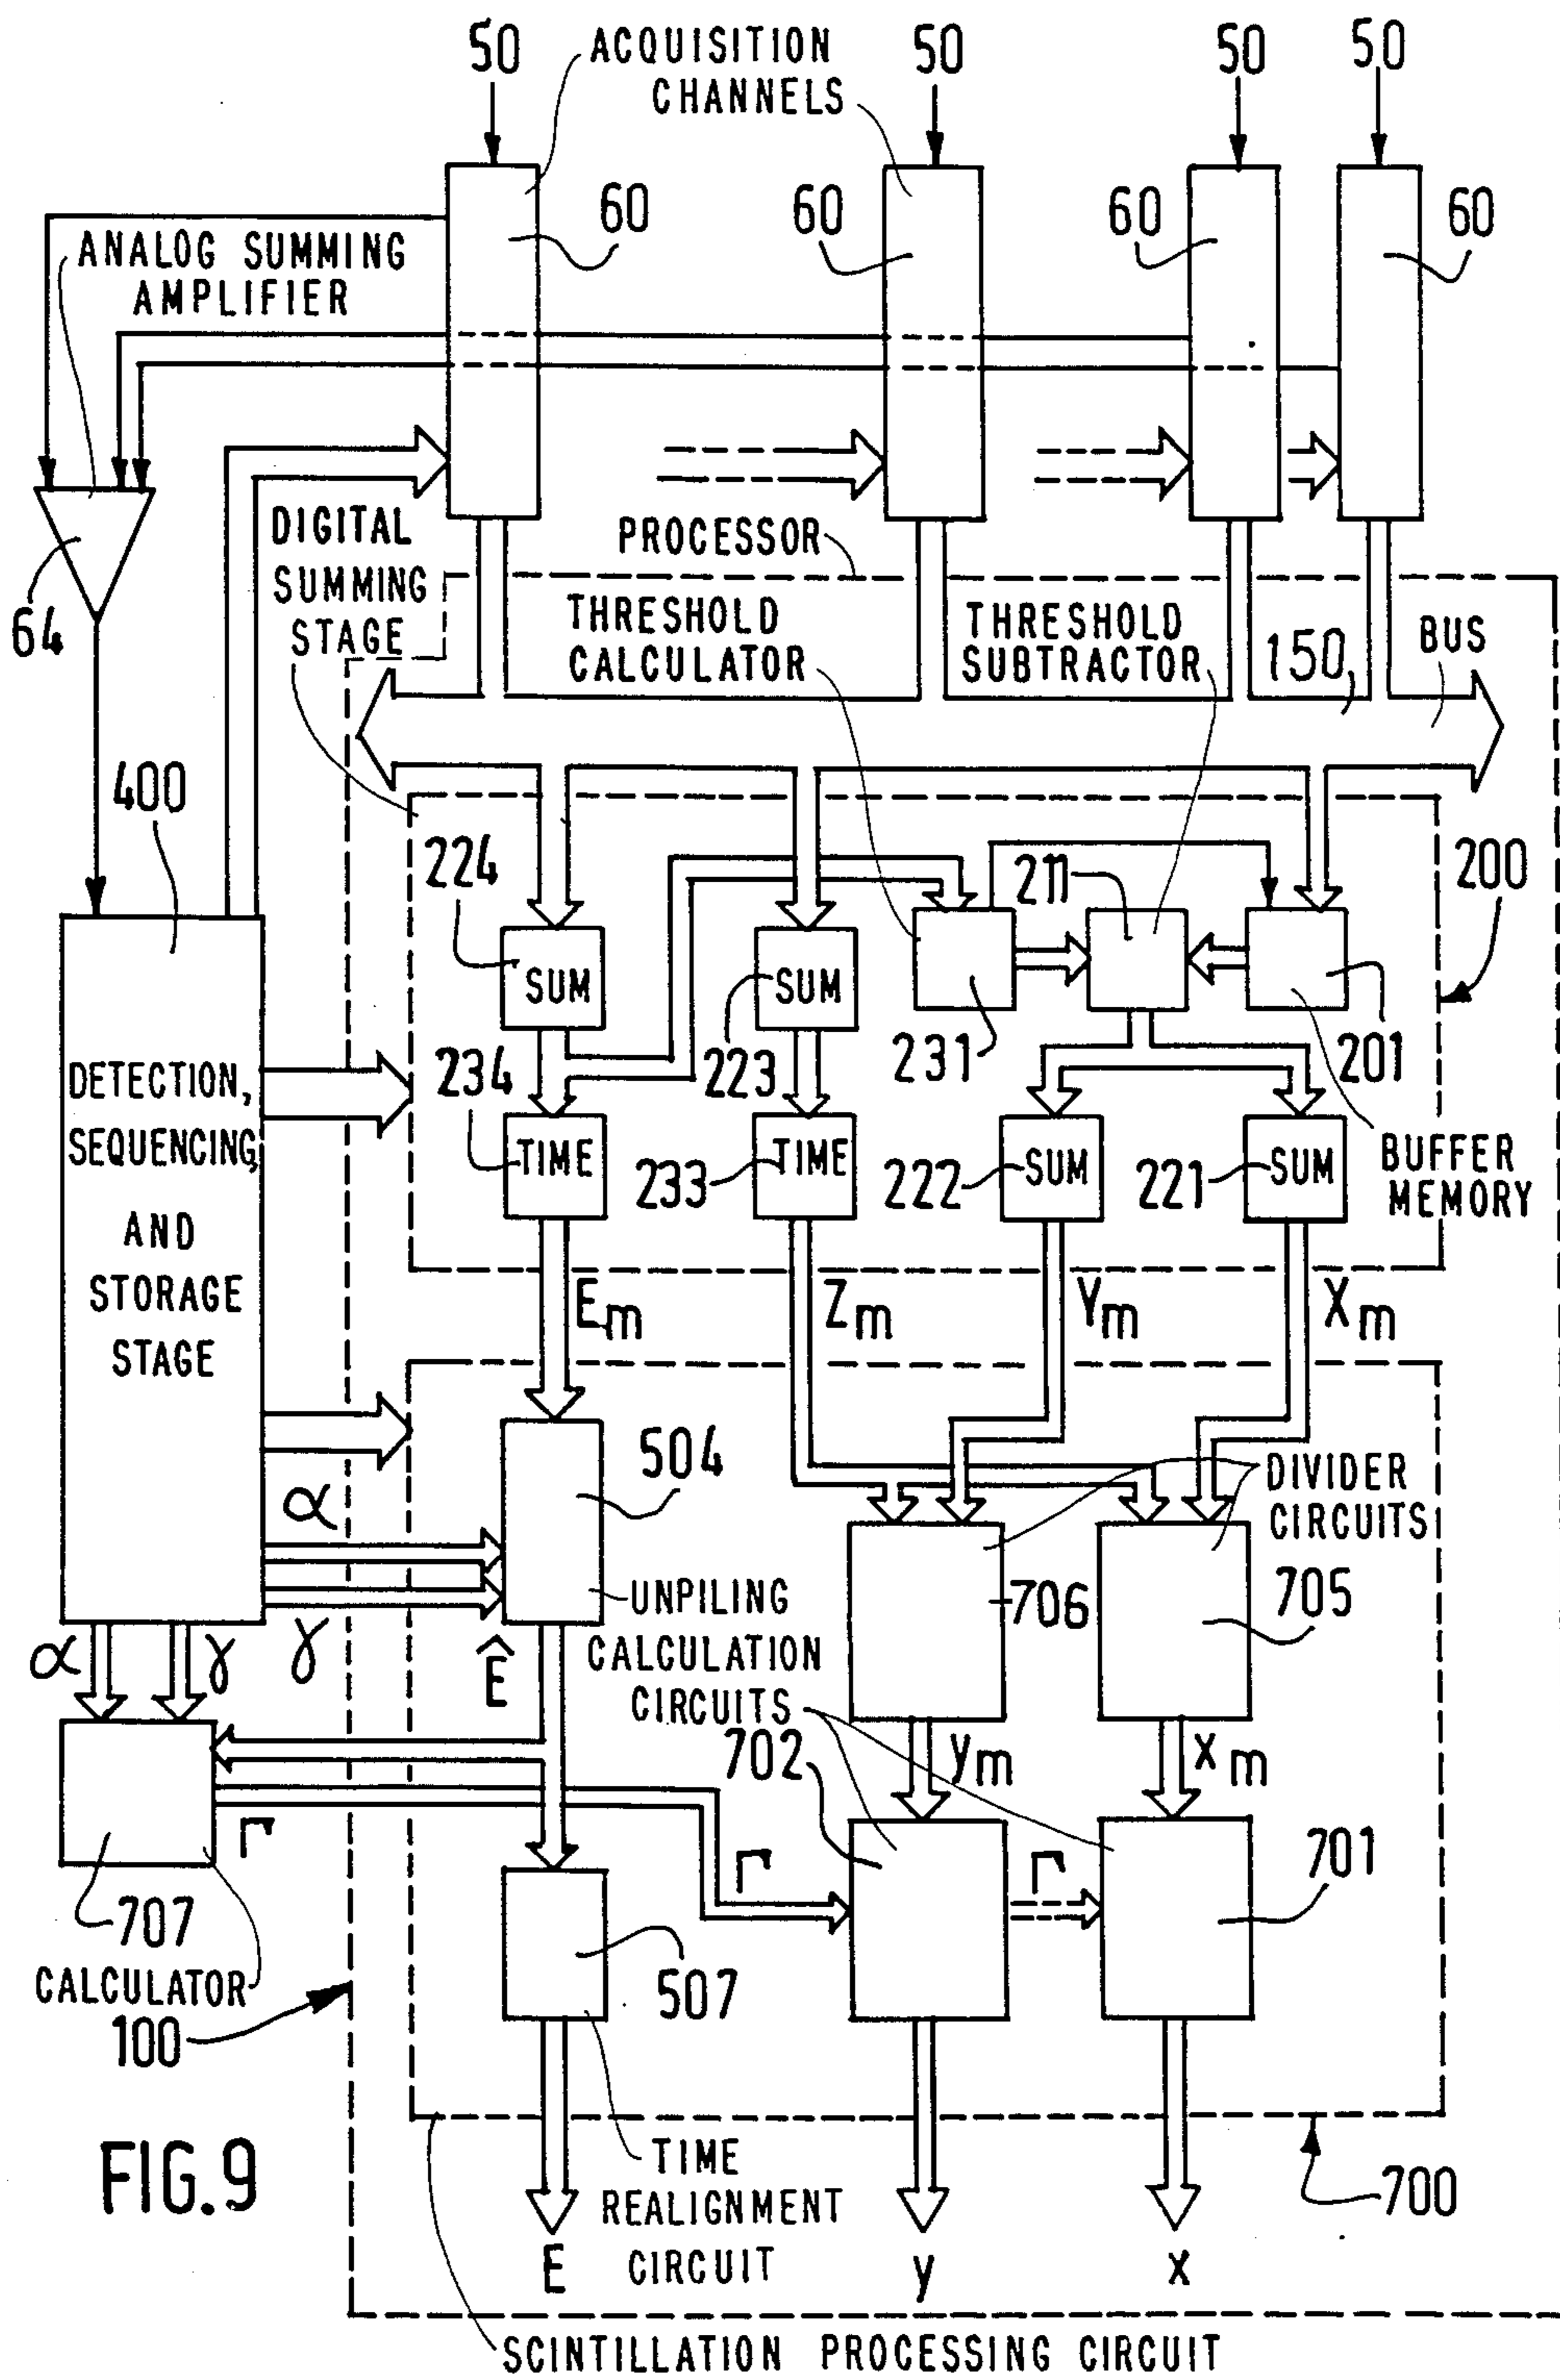 50
ACQUISITION
CHANNELS
50
50
50
60
60
60
60
ANALOG SUMMING
AMPLIFIER
64
DIGITAL
SUMMING
STAGE
PROCESSOR
THRESHOLD
CALCULATOR
THRESHOLD
SUBTRACTOR
150
BUS
400
224
SUM
223
SUM
211
200
231
201
234
TIME
233
TIME
222
SUM
221
SUM
BUFFER
MEMORY
DETECTION,
SEQUENCING,
AND
STORAGE
STAGE
Em
Zm
Ym
Xm
504
DIVIDER
CIRCUITS
α
γ
α
γ
UNPILING
CALCULATION
CIRCUITS
706
705
Ê
702
ym
xm
701
Γ
Γ
Γ
707
CALCULATOR
100
507
FIG.9
TIME
REALIGNMENT
CIRCUIT
700
E
y
x
SCINTILLATION PROCESSING CIRCUIT